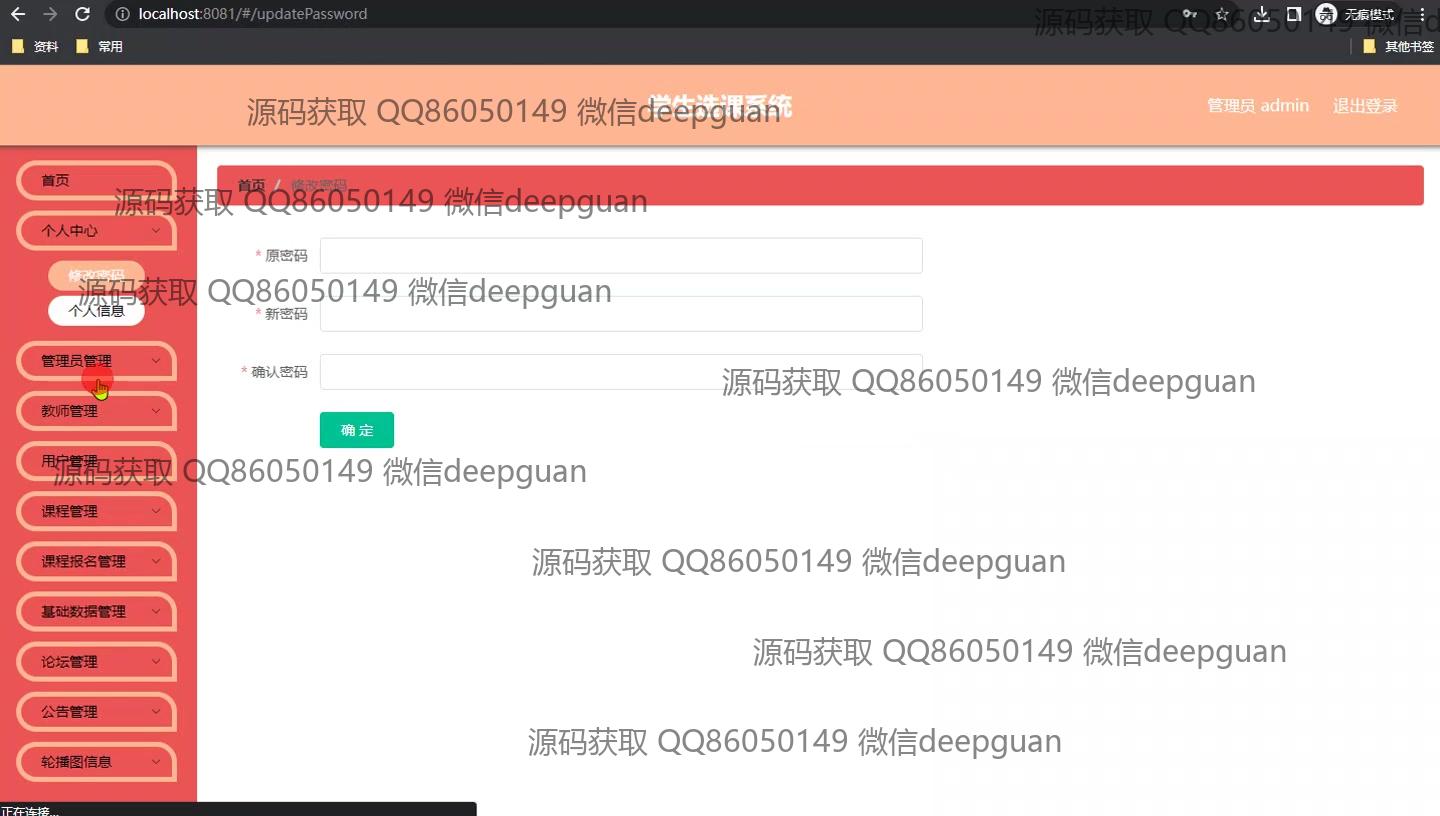 localhost:8081/#/updatePassword
无痕模式
资料 常用
其他书签
源码获取 QQ86050149 微信d
学生选课系统
管理员 admin 退出登录
源码获取 QQ86050149 微信deepguan
首页
首页 / 修改密码
源码获取 QQ86050149 微信deepguan
个人中心
* 原密码
修改密码
源码获取 QQ86050149 微信deepguan
个人信息
* 新密码
管理员管理
* 确认密码
源码获取 QQ86050149 微信deepguan
教师管理
确 定
用户管理
源码获取 QQ86050149 微信deepguan
课程管理
课程报名管理
源码获取 QQ86050149 微信deepguan
基础数据管理
论坛管理
源码获取 QQ86050149 微信deepguan
公告管理
源码获取 QQ86050149 微信deepguan
轮播图信息
正在连接...